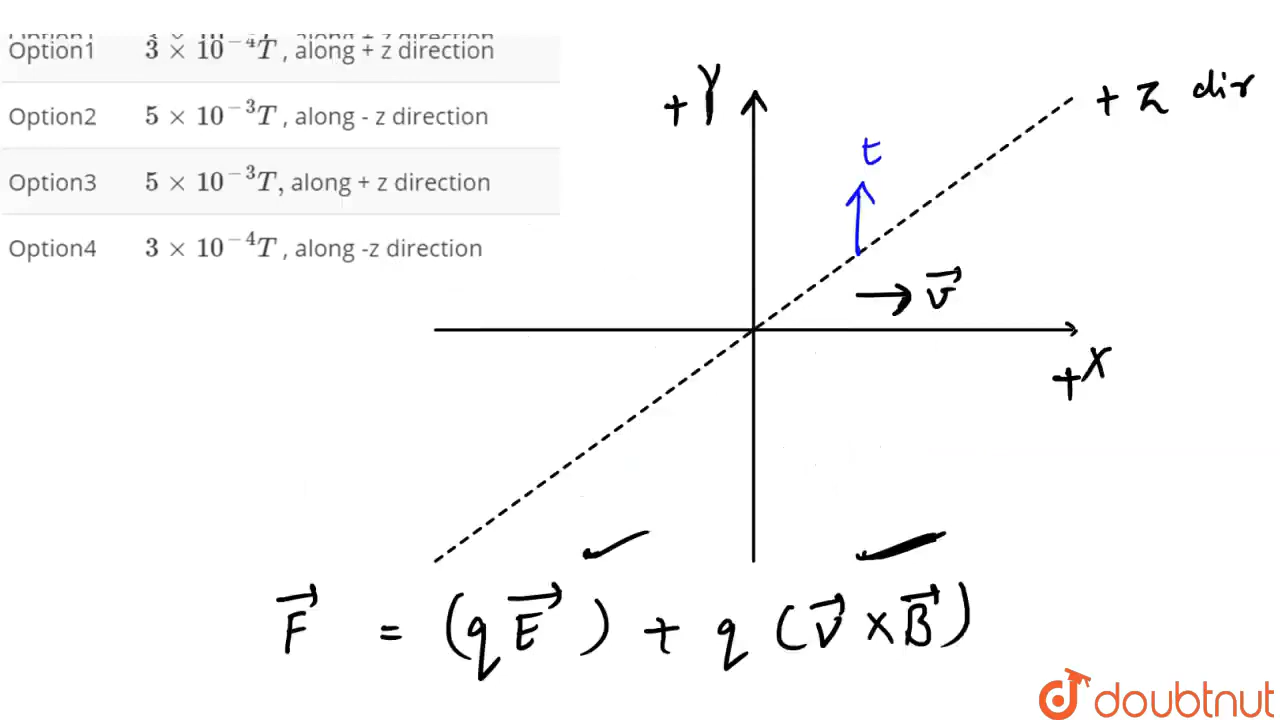 Option1 3 × 10⁻⁴T , along + z direction
Option2 5 × 10⁻³T , along - z direction
Option3 5 × 10⁻³T, along + z direction
Option4 3 × 10⁻⁴T , along -z direction
+Y
+ z dir
t
→ v⃗
+X
F⃗ = (q E⃗ ) + q (v⃗ × B⃗)
doubtnut